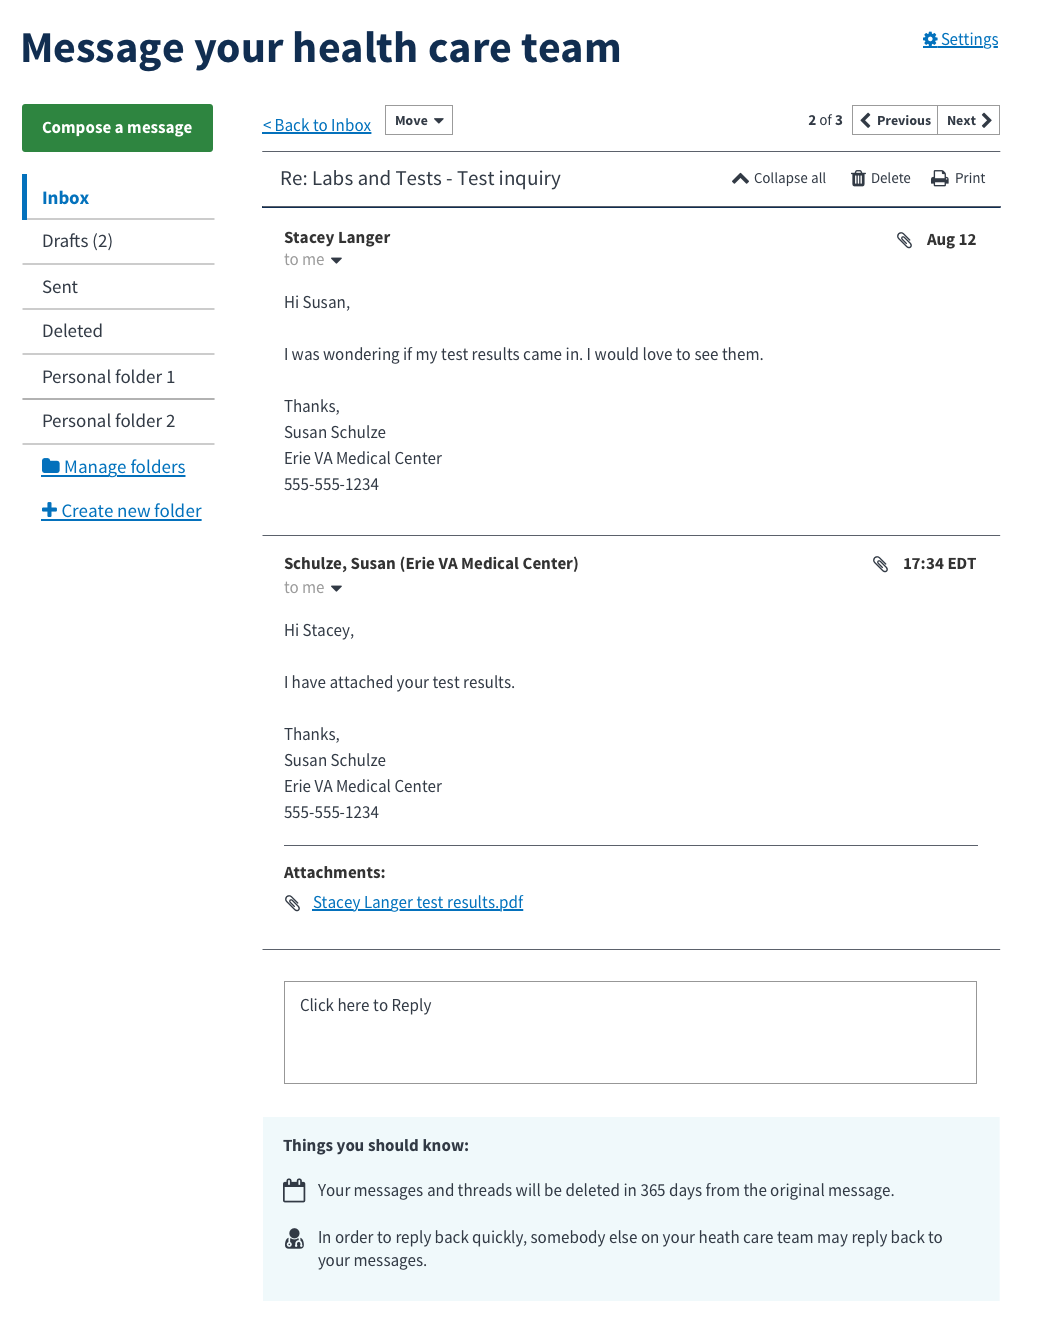 Message your health care team
Settings
Compose a message
Inbox
Drafts (2)
Sent
Deleted
Personal folder 1
Personal folder 2
Manage folders
Create new folder
< Back to Inbox
Move
2 of 3
Previous
Next
Re: Labs and Tests - Test inquiry
Collapse all
Delete
Print
Stacey Langer
Aug 12
to me
Hi Susan,
I was wondering if my test results came in. I would love to see them.
Thanks,
Susan Schulze
Erie VA Medical Center
555-555-1234
Schulze, Susan (Erie VA Medical Center)
17:34 EDT
to me
Hi Stacey,
I have attached your test results.
Thanks,
Susan Schulze
Erie VA Medical Center
555-555-1234
Attachments:
Stacey Langer test results.pdf
Click here to Reply
Things you should know:
Your messages and threads will be deleted in 365 days from the original message.
In order to reply back quickly, somebody else on your heath care team may reply back to
your messages.